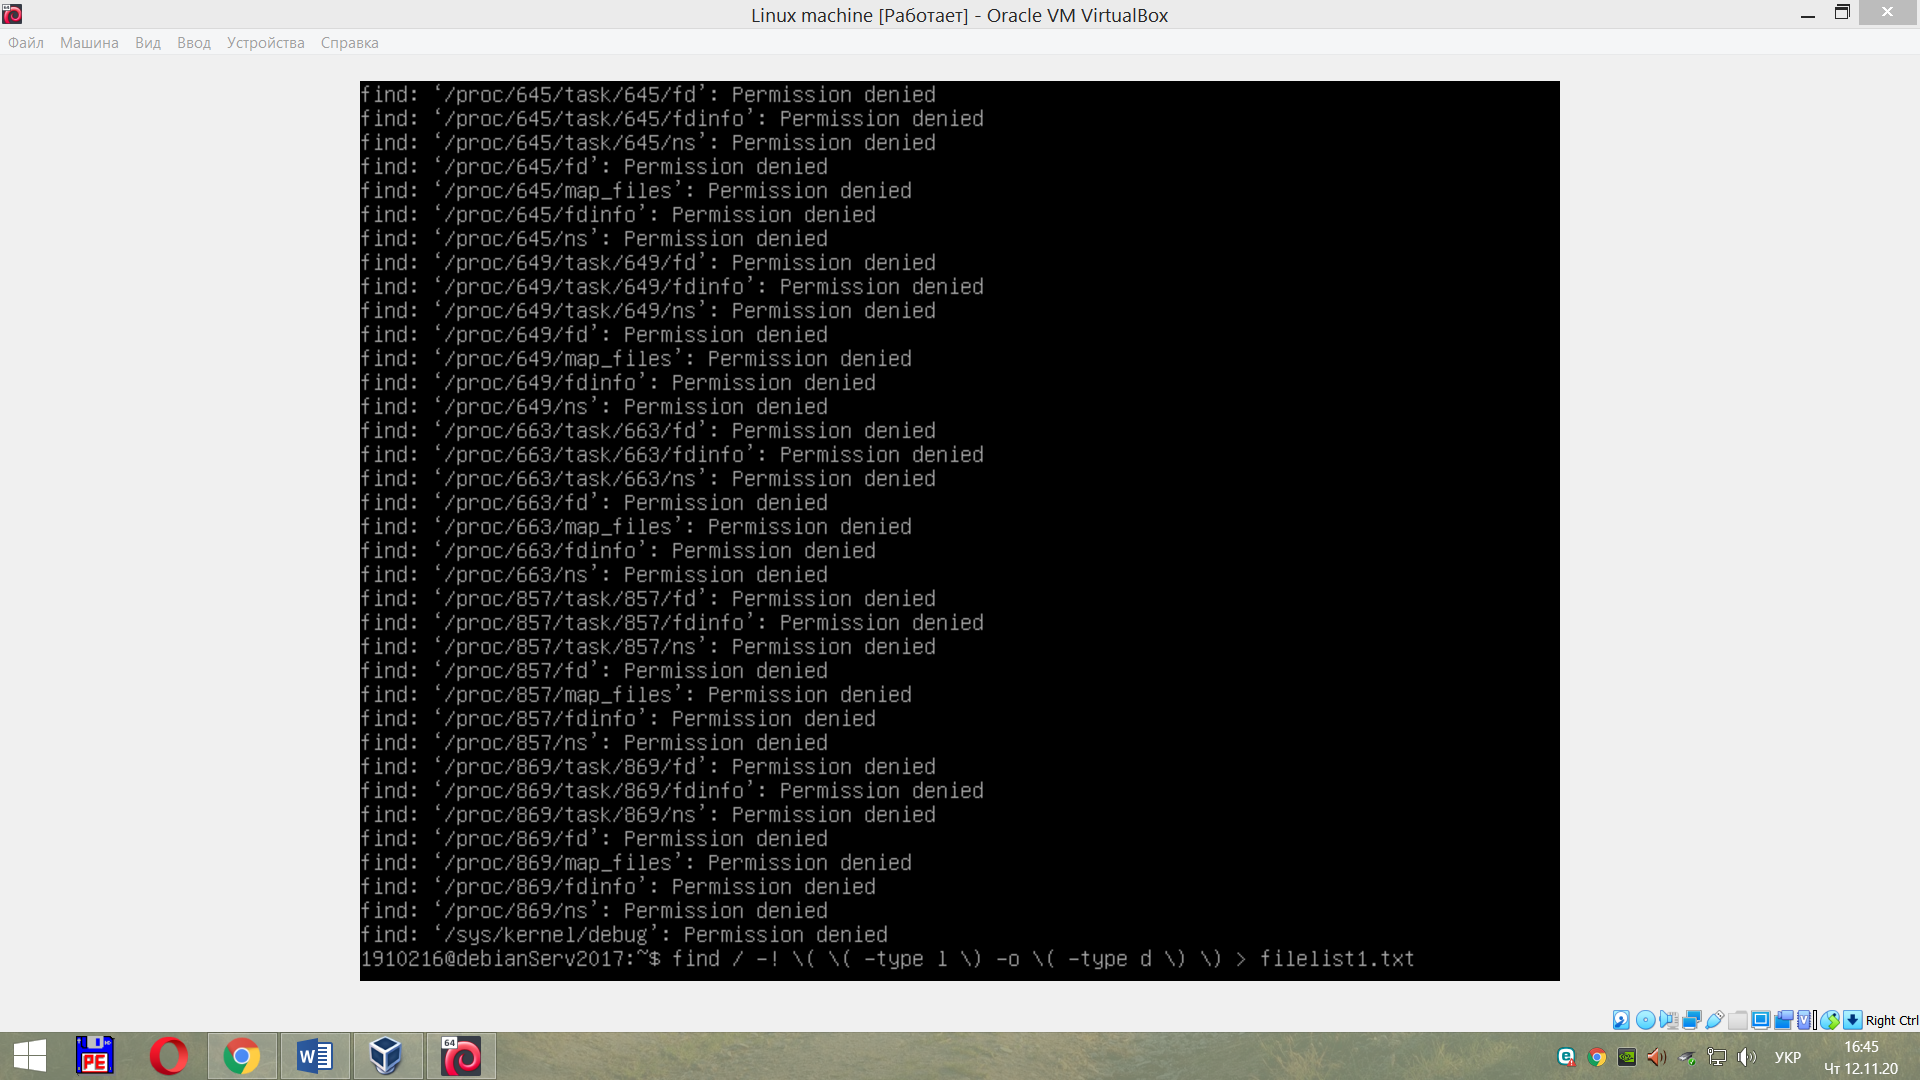 Linux machine [Работает] - Oracle VM VirtualBox
Файл Машина Вид Ввод Устройства Справка
find: ‘/proc/645/task/645/fd’: Permission denied
find: ‘/proc/645/task/645/fdinfo’: Permission denied
find: ‘/proc/645/task/645/ns’: Permission denied
find: ‘/proc/645/fd’: Permission denied
find: ‘/proc/645/map_files’: Permission denied
find: ‘/proc/645/fdinfo’: Permission denied
find: ‘/proc/645/ns’: Permission denied
find: ‘/proc/649/task/649/fd’: Permission denied
find: ‘/proc/649/task/649/fdinfo’: Permission denied
find: ‘/proc/649/task/649/ns’: Permission denied
find: ‘/proc/649/fd’: Permission denied
find: ‘/proc/649/map_files’: Permission denied
find: ‘/proc/649/fdinfo’: Permission denied
find: ‘/proc/649/ns’: Permission denied
find: ‘/proc/663/task/663/fd’: Permission denied
find: ‘/proc/663/task/663/fdinfo’: Permission denied
find: ‘/proc/663/task/663/ns’: Permission denied
find: ‘/proc/663/fd’: Permission denied
find: ‘/proc/663/map_files’: Permission denied
find: ‘/proc/663/fdinfo’: Permission denied
find: ‘/proc/663/ns’: Permission denied
find: ‘/proc/857/task/857/fd’: Permission denied
find: ‘/proc/857/task/857/fdinfo’: Permission denied
find: ‘/proc/857/task/857/ns’: Permission denied
find: ‘/proc/857/fd’: Permission denied
find: ‘/proc/857/map_files’: Permission denied
find: ‘/proc/857/fdinfo’: Permission denied
find: ‘/proc/857/ns’: Permission denied
find: ‘/proc/869/task/869/fd’: Permission denied
find: ‘/proc/869/task/869/fdinfo’: Permission denied
find: ‘/proc/869/task/869/ns’: Permission denied
find: ‘/proc/869/fd’: Permission denied
find: ‘/proc/869/map_files’: Permission denied
find: ‘/proc/869/fdinfo’: Permission denied
find: ‘/proc/869/ns’: Permission denied
find: ‘/sys/kernel/debug’: Permission denied
1910216@debianServ2017:~$ find / -! \( \( -type l \) -o \( -type d \) \) > filelist1.txt
Right Ctrl
PE
W
64
УКР
16:45
Чт 12.11.20